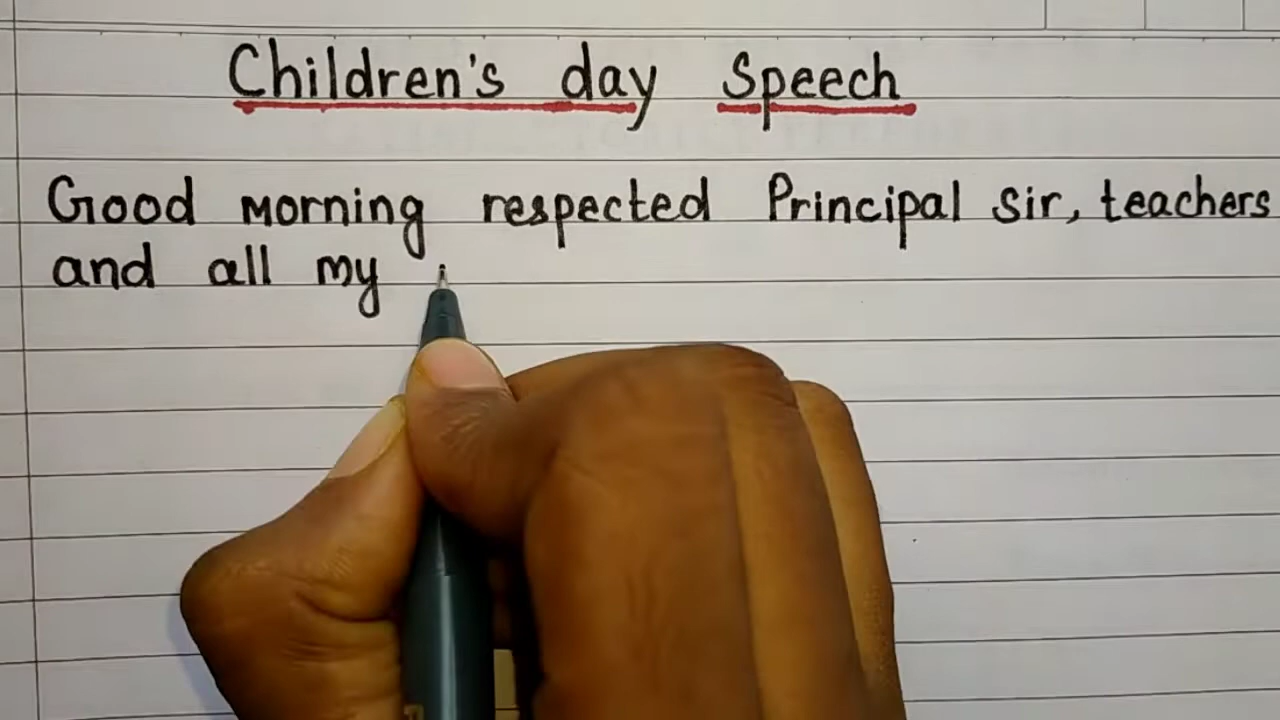 Children's day Speech
Good morning respected Principal sir, teachers
and all my